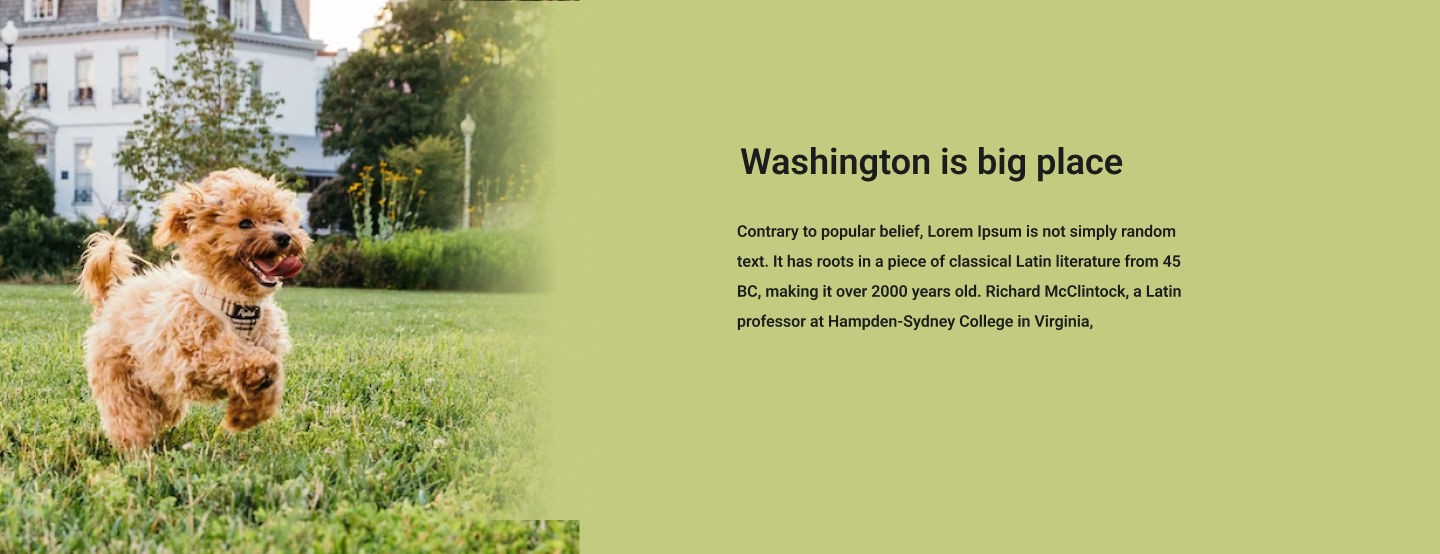 Washington is big place
Contrary to popular belief, Lorem Ipsum is not simply random
text. It has roots in a piece of classical Latin literature from 45
BC, making it over 2000 years old. Richard McClintock, a Latin
professor at Hampden-Sydney College in Virginia,